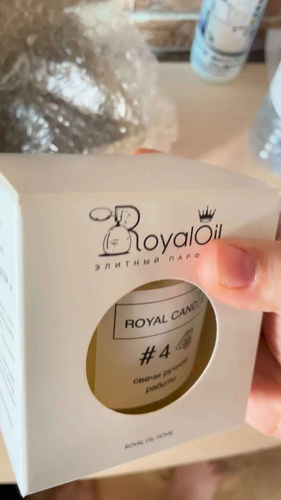 RoyalOil
ЭЛИТНЫЙ ПАРФ
ROYAL CAND
#4
свечи ручной
работы
ROYAL OIL HOME